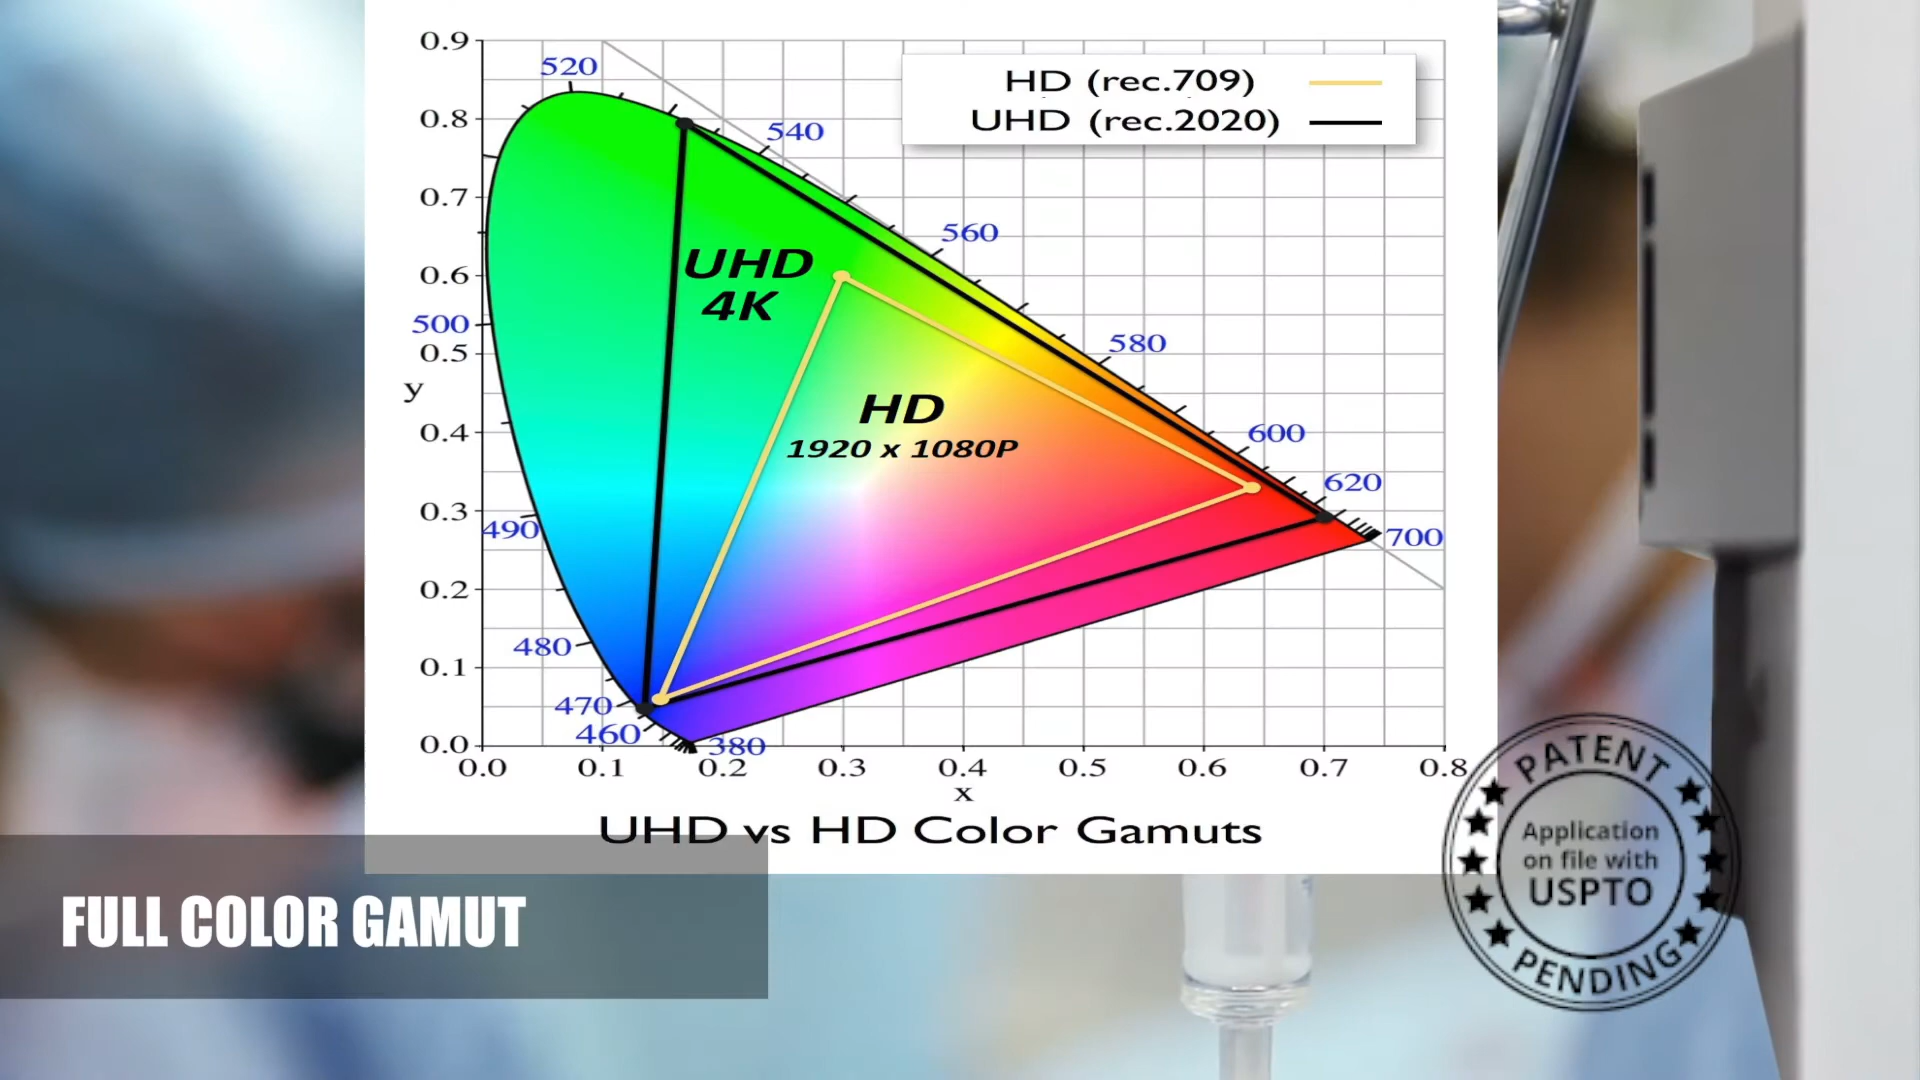 0.9
0.8
0.7
0.6
0.5
0.4
0.3
0.2
0.1
0.0
y
0.0 0.1 0.2 0.3 0.4 0.5 0.6 0.7 0.8
x
520
540
560
580
600
620
700
500
490
480
470
460
380
HD (rec.709)
UHD (rec.2020)
UHD
4K
HD
1920 x 1080P
UHD vs HD Color Gamuts
FULL COLOR GAMUT
PATENT
Application
on file with
USPTO
PENDING